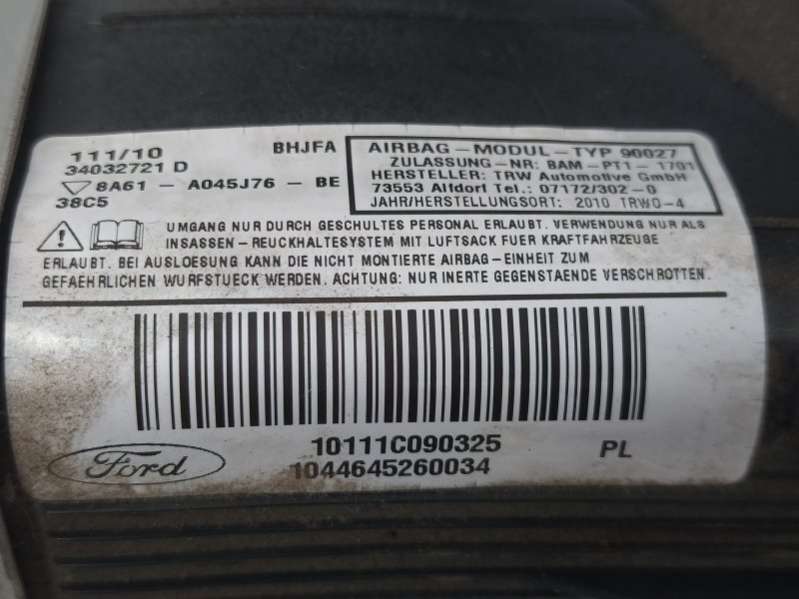 111/10
34032721 D
BHJFA
8A61 - A045J76 - BE
38C5
AIRBAG-MODUL-TYP 90027
ZULASSUNG-NR: BAM-PT1-1701
HERSTELLER: TRW Automotive GmbH
73553 Alfdorf Tel.: 07172/302-0
JAHR/HERSTELLUNGSORT: 2010 TRWO-4
UMGANG NUR DURCH GESCHULTES PERSONAL ERLAUBT. VERWENDUNG NUR ALS
INSASSEN-REUCKHALTESYSTEM MIT LUFTSACK FUER KRAFTFAHRZEUGE
ERLAUBT. BEI AUSLOESUNG KANN DIE NICHT MONTIERTE AIRBAG-EINHEIT ZUM
GEFAEHRLICHEN WURFSTUECK WERDEN. ACHTUNG: NUR INERTE GEGENSTAENDE VERSCHROTTEN.
10111C090325
PL
1044645260034
Ford